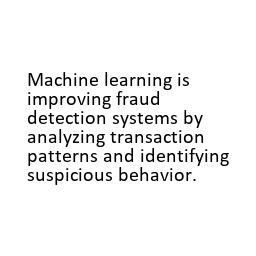 Machine learning is
improving fraud
detection systems by
analyzing transaction
patterns and identifying
suspicious behavior.